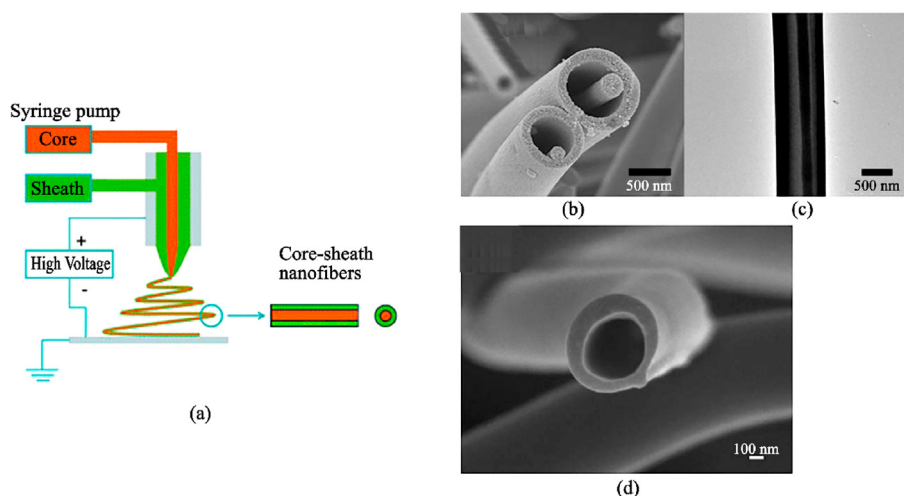 Syringe pump
Core
Sheath
+
High Voltage
-
Core-sheath
nanofibers
(a)
500 nm
(b)
500 nm
(c)
100 nm
(d)